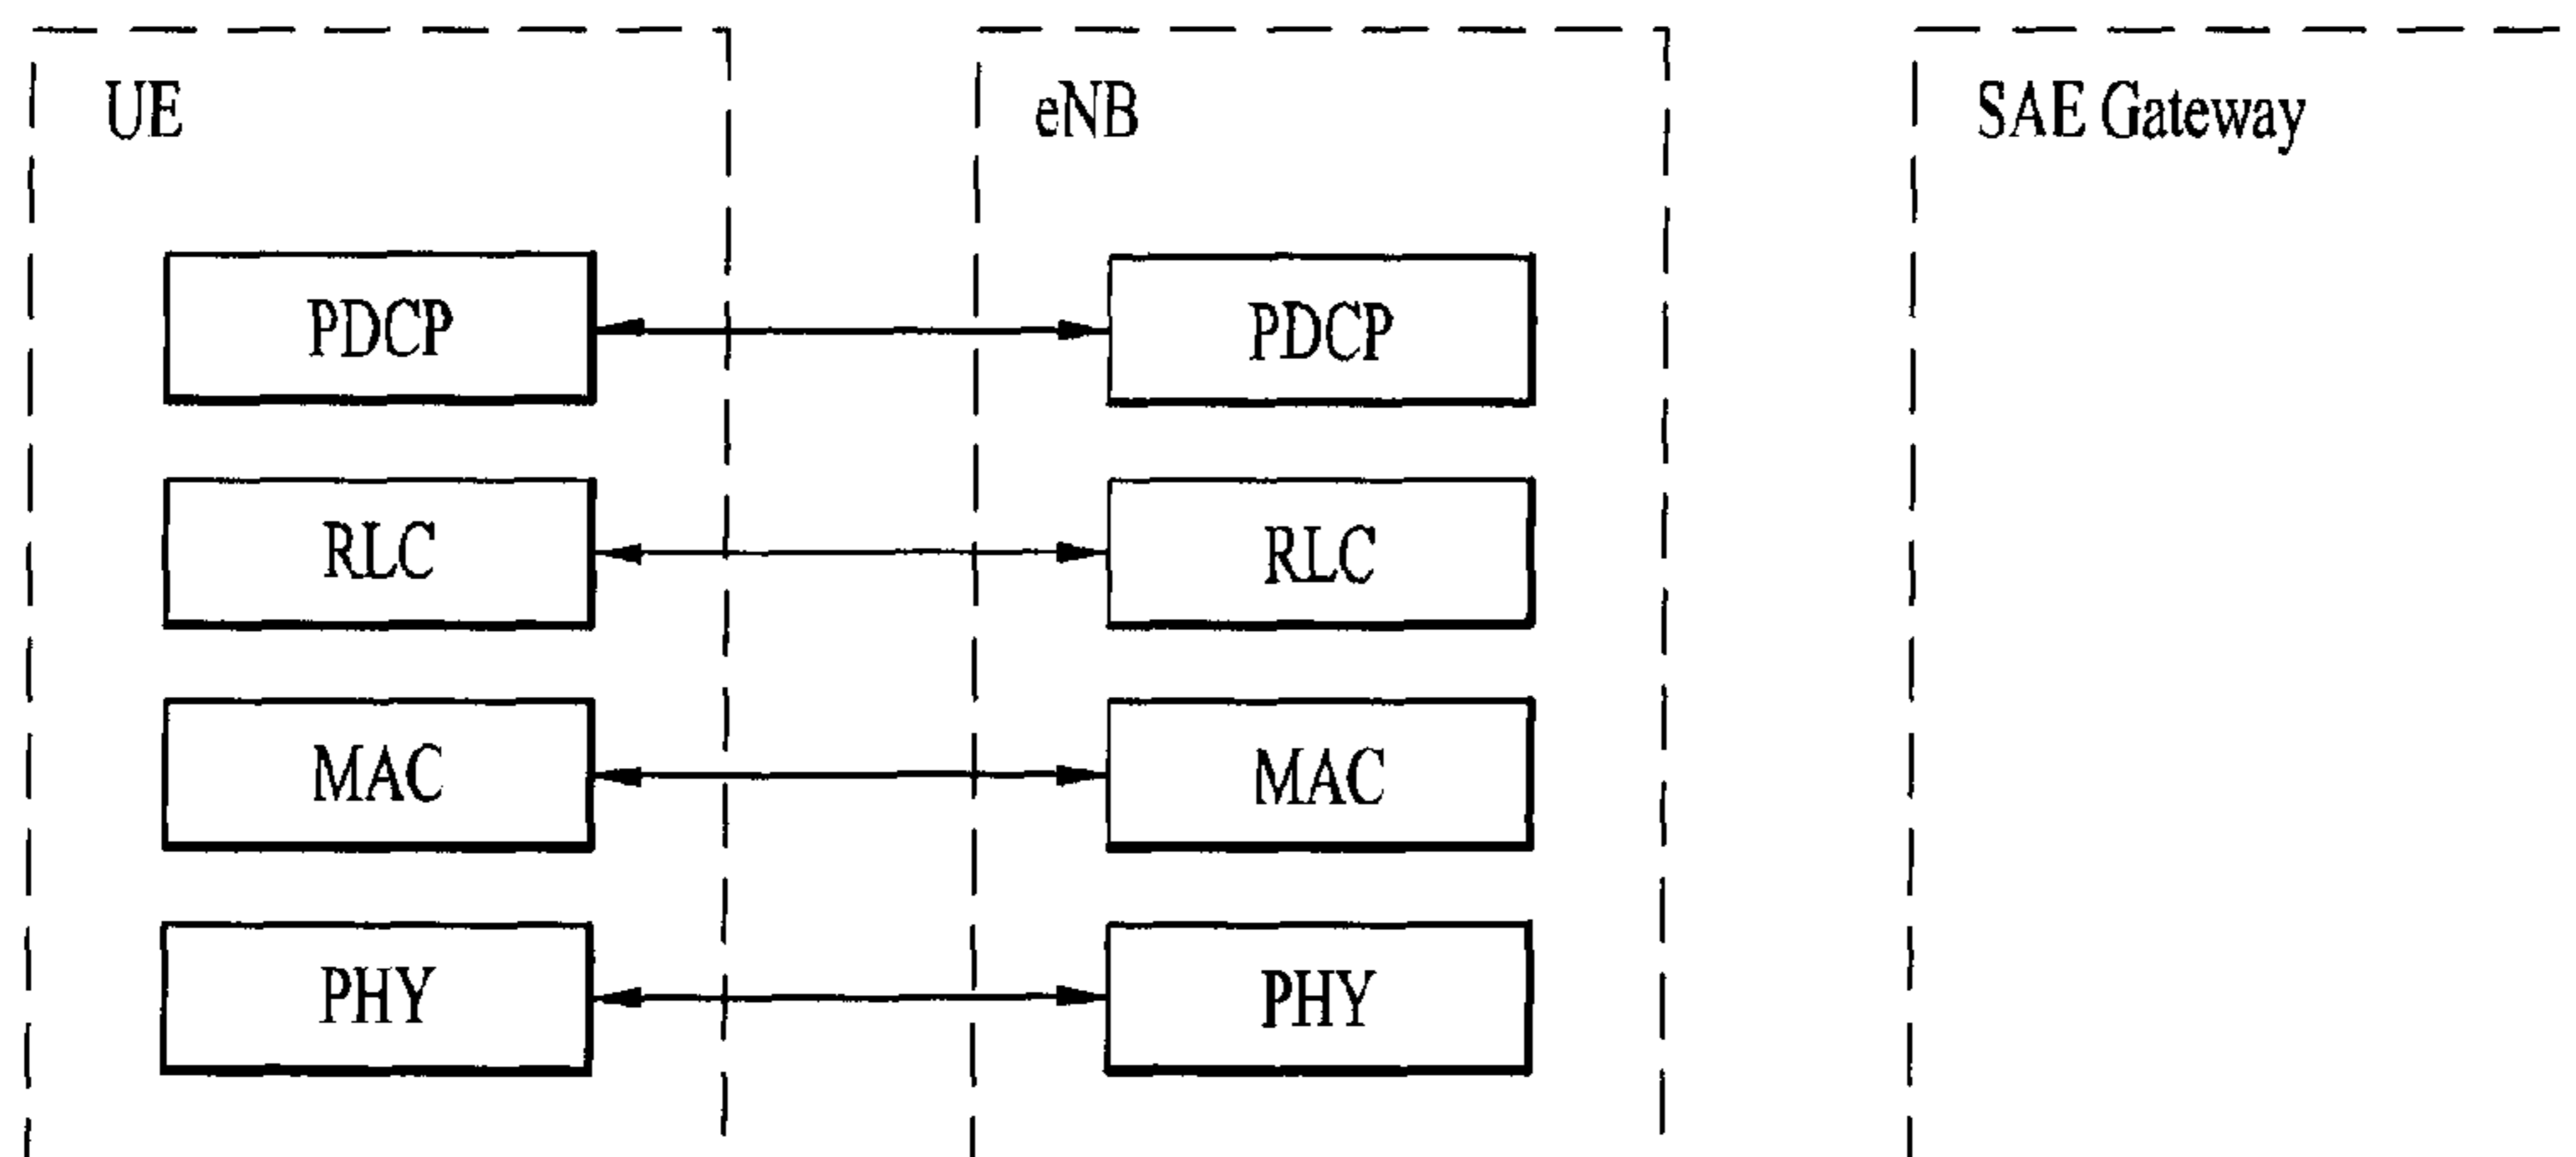 UE eNB SAE Gateway
PDCP PDCP
RLC RLC
MAC MAC
PHY PHY